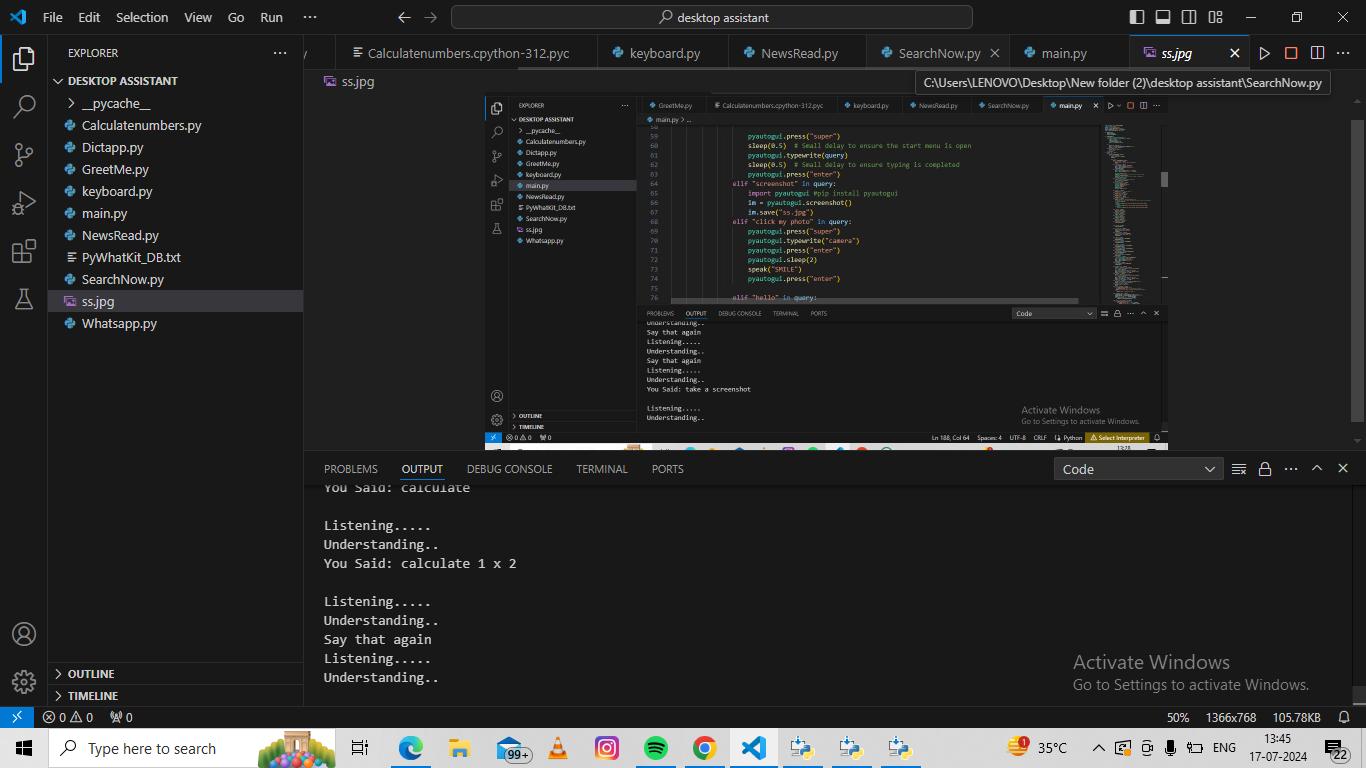 File Edit Selection View Go Run ··· desktop assistant
EXPLORER ···
DESKTOP ASSISTANT
__pycache__
Calculatenumbers.py
Dictapp.py
GreetMe.py
keyboard.py
main.py
NewsRead.py
PyWhatKit_DB.txt
SearchNow.py
ss.jpg
Whatsapp.py
OUTLINE
TIMELINE
Calculatenumbers.cpython-312.pyc keyboard.py NewsRead.py SearchNow.py main.py ss.jpg
ss.jpg
C:\Users\LENOVO\Desktop\New folder (2)\desktop assistant\SearchNow.py
EXPLORER ···
DESKTOP ASSISTANT
__pycache__
Calculatenumbers.py
Dictapp.py
GreetMe.py
keyboard.py
main.py
NewsRead.py
PyWhatKit_DB.txt
SearchNow.py
ss.jpg
Whatsapp.py
OUTLINE
TIMELINE
GreetMe.py Calculatenumbers.cpython-312.pyc keyboard.py NewsRead.py SearchNow.py main.py
main.py > ...
58
59 pyautogui.press("super")
60 sleep(0.5) # Small delay to ensure the start menu is open
61 pyautogui.typewrite(query)
62 sleep(0.5) # Small delay to ensure typing is completed
63 pyautogui.press("enter")
64 elif "screenshot" in query:
65 import pyautogui #pip install pyautogui
66 im = pyautogui.screenshot()
67 im.save("ss.jpg")
68 elif "click my photo" in query:
69 pyautogui.press("super")
70 pyautogui.typewrite("camera")
71 pyautogui.press("enter")
72 pyautogui.sleep(2)
73 speak("SMILE")
74 pyautogui.press("enter")
75
76 elif "hello" in query:
PROBLEMS OUTPUT DEBUG CONSOLE TERMINAL PORTS Code
Understanding..
Say that again
Listening.....
Understanding..
Say that again
Listening.....
Understanding..
You Said: take a screenshot
Listening.....
Understanding..
Activate Windows
Go to Settings to activate Windows.
0 0 0 Ln 188, Col 64 Spaces: 4 UTF-8 CRLF Python Select Interpreter
13:28
PROBLEMS OUTPUT DEBUG CONSOLE TERMINAL PORTS Code
You Said: calculate
Listening.....
Understanding..
You Said: calculate 1 x 2
Listening.....
Understanding..
Say that again
Listening.....
Understanding..
Activate Windows
Go to Settings to activate Windows.
0 0 0 50% 1366x768 105.78KB
Type here to search 99+ 1 35°C ENG 13:45
17-07-2024 22